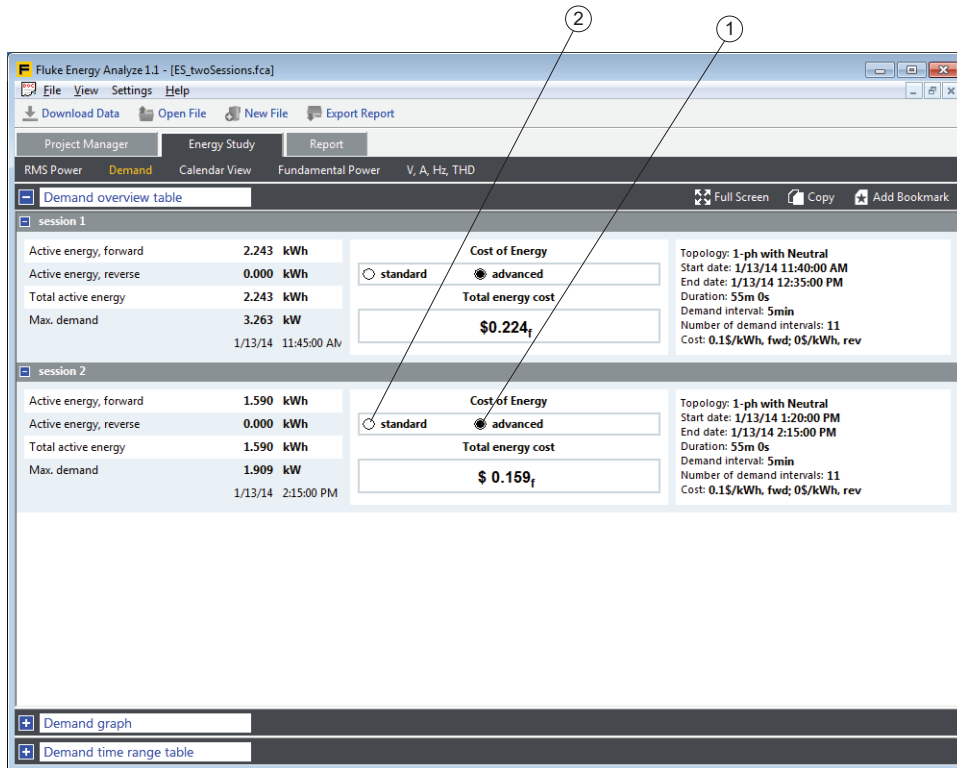 2
1
Fluke Energy Analyze 1.1 - [ES_twoSessions.fca]
File View Settings Help
Download Data Open File New File Export Report
Project Manager Energy Study Report
RMS Power Demand Calendar View Fundamental Power V, A, Hz, THD
Demand overview table Full Screen Copy Add Bookmark
session 1
Active energy, forward 2.243 kWh
Active energy, reverse 0.000 kWh
Total active energy 2.243 kWh
Max. demand 3.263 kW
1/13/14 11:45:00 AM
Cost of Energy
standard advanced
Total energy cost
$0.224f
Topology: 1-ph with Neutral
Start date: 1/13/14 11:40:00 AM
End date: 1/13/14 12:35:00 PM
Duration: 55m 0s
Demand interval: 5min
Number of demand intervals: 11
Cost: 0.1$/kWh, fwd; 0$/kWh, rev
session 2
Active energy, forward 1.590 kWh
Active energy, reverse 0.000 kWh
Total active energy 1.590 kWh
Max. demand 1.909 kW
1/13/14 2:15:00 PM
Cost of Energy
standard advanced
Total energy cost
$ 0.159f
Topology: 1-ph with Neutral
Start date: 1/13/14 1:20:00 PM
End date: 1/13/14 2:15:00 PM
Duration: 55m 0s
Demand interval: 5min
Number of demand intervals: 11
Cost: 0.1$/kWh, fwd; 0$/kWh, rev
Demand graph
Demand time range table